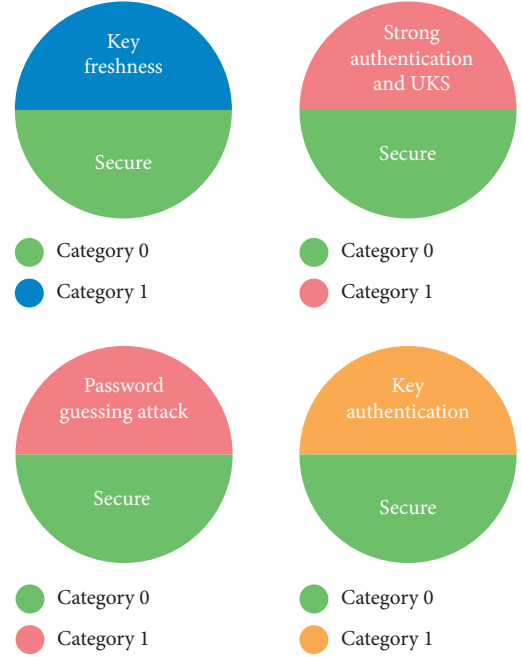 Key
freshness
Secure
Category 0
Category 1
Strong
authentication
and UKS
Secure
Category 0
Category 1
Password
guessing attack
Secure
Category 0
Category 1
Key
authentication
Secure
Category 0
Category 1